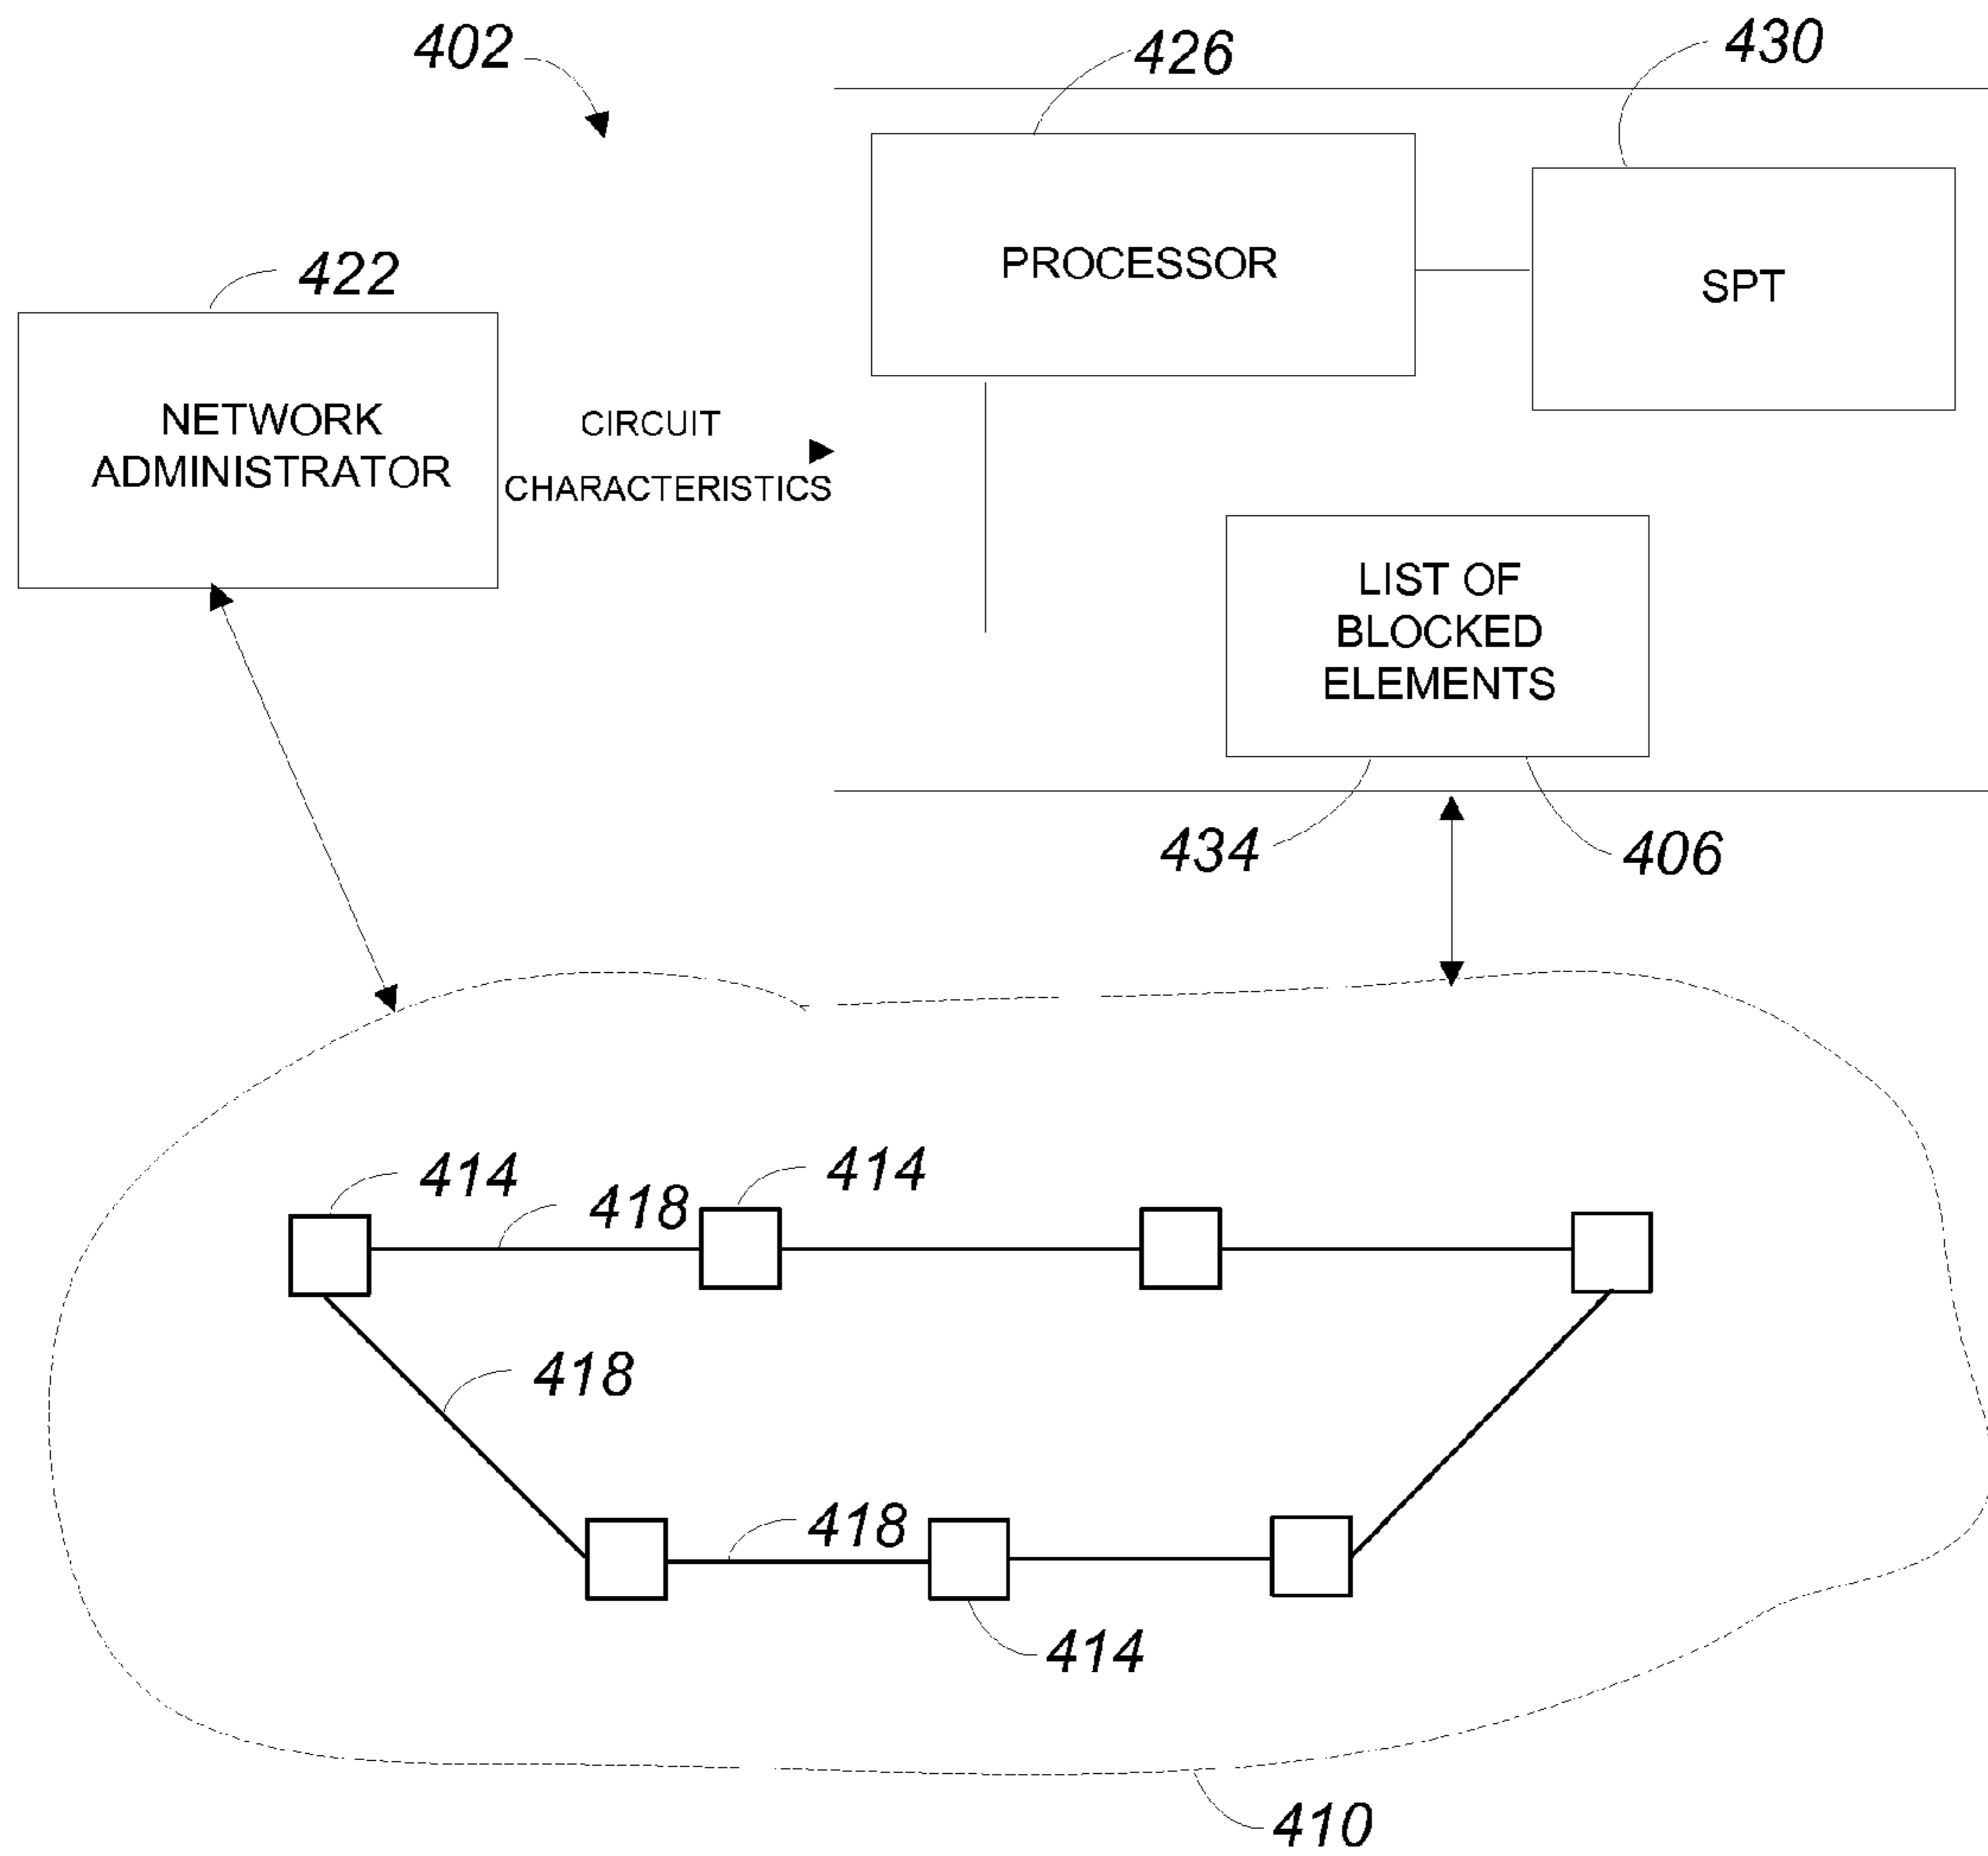 402
426
430
422
PROCESSOR
SPT
NETWORK
ADMINISTRATOR
CIRCUIT
CHARACTERISTICS
LIST OF
BLOCKED
ELEMENTS
434
406
414
414
418
418
418
414
410